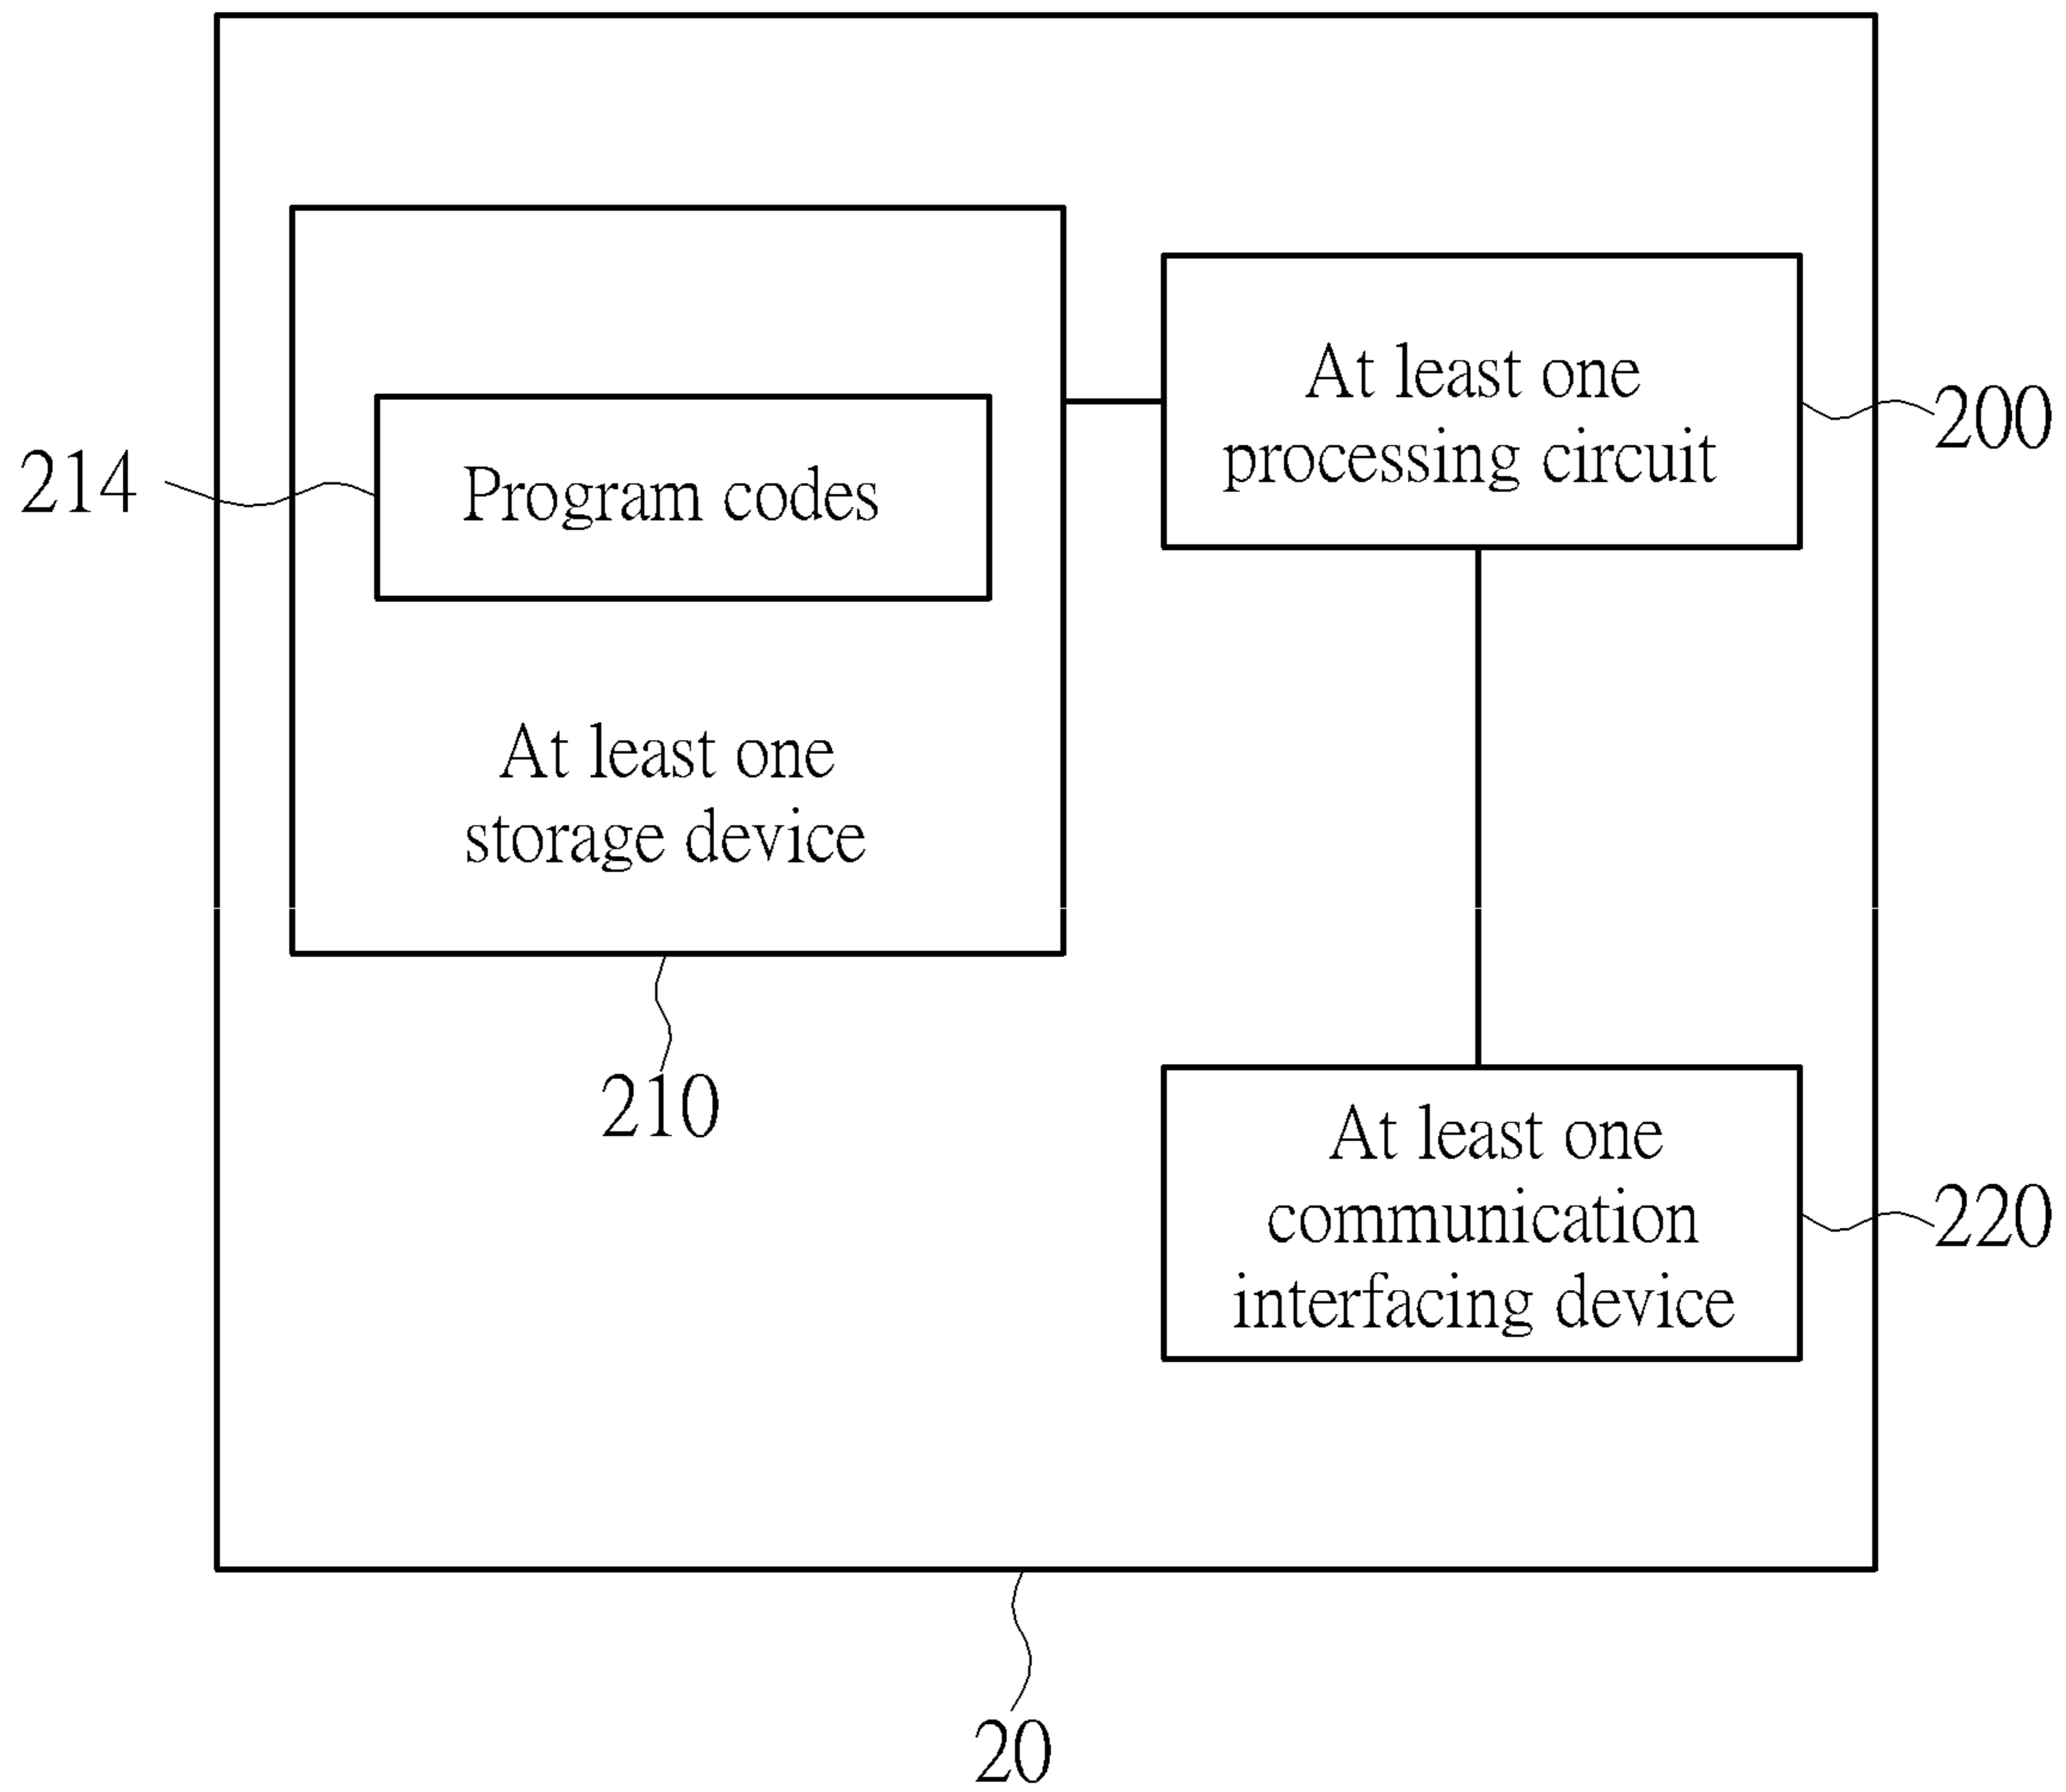 At least one
processing circuit
200
214
Program codes
At least one
storage device
210
At least one
communication
interfacing device
220
20